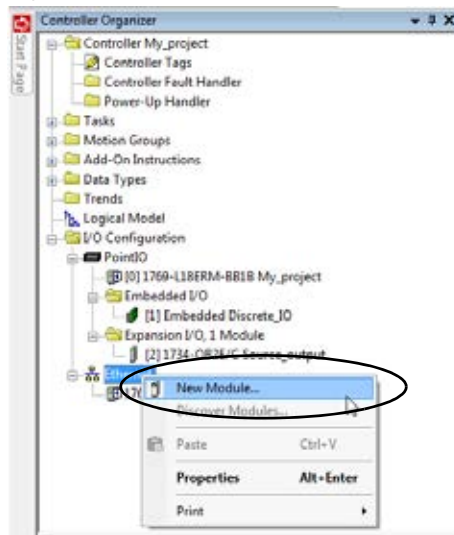 Controller Organizer
Start Page
Controller My_project
Controller Tags
Controller Fault Handler
Power-Up Handler
Tasks
Motion Groups
Add-On Instructions
Data Types
Trends
Logical Model
I/O Configuration
PointIO
[0] 1769-L18ERM-BB1B My_project
Embedded I/O
[1] Embedded Discrete_IO
Expansion I/O, 1 Module
[2] 1734-OB2E/C Source_output
New Module...
Discover Modules...
Paste Ctrl+V
Properties Alt+Enter
Print